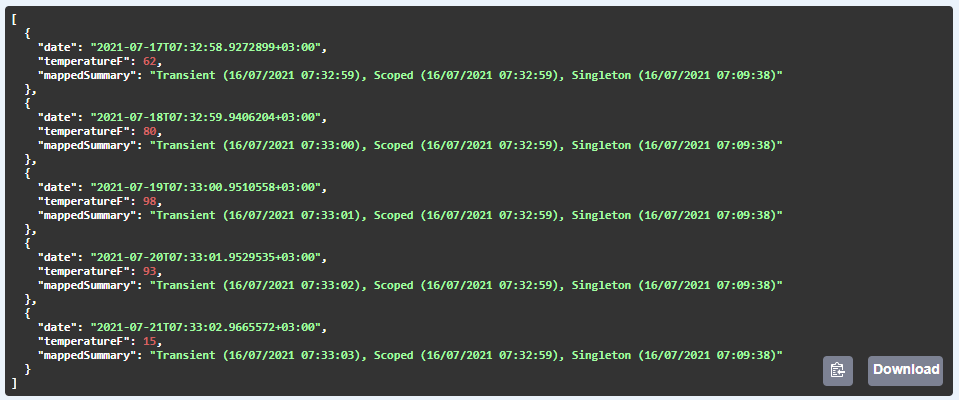 [
  {
    "date": "2021-07-17T07:32:58.9272899+03:00",
    "temperatureF": 62,
    "mappedSummary": "Transient (16/07/2021 07:32:59), Scoped (16/07/2021 07:32:59), Singleton (16/07/2021 07:09:38)"
  },
  {
    "date": "2021-07-18T07:32:59.9406204+03:00",
    "temperatureF": 80,
    "mappedSummary": "Transient (16/07/2021 07:33:00), Scoped (16/07/2021 07:32:59), Singleton (16/07/2021 07:09:38)"
  },
  {
    "date": "2021-07-19T07:33:00.9510558+03:00",
    "temperatureF": 98,
    "mappedSummary": "Transient (16/07/2021 07:33:01), Scoped (16/07/2021 07:32:59), Singleton (16/07/2021 07:09:38)"
  },
  {
    "date": "2021-07-20T07:33:01.9529535+03:00",
    "temperatureF": 93,
    "mappedSummary": "Transient (16/07/2021 07:33:02), Scoped (16/07/2021 07:32:59), Singleton (16/07/2021 07:09:38)"
  },
  {
    "date": "2021-07-21T07:33:02.9665572+03:00",
    "temperatureF": 15,
    "mappedSummary": "Transient (16/07/2021 07:33:03), Scoped (16/07/2021 07:32:59), Singleton (16/07/2021 07:09:38)"
  }
]
Download